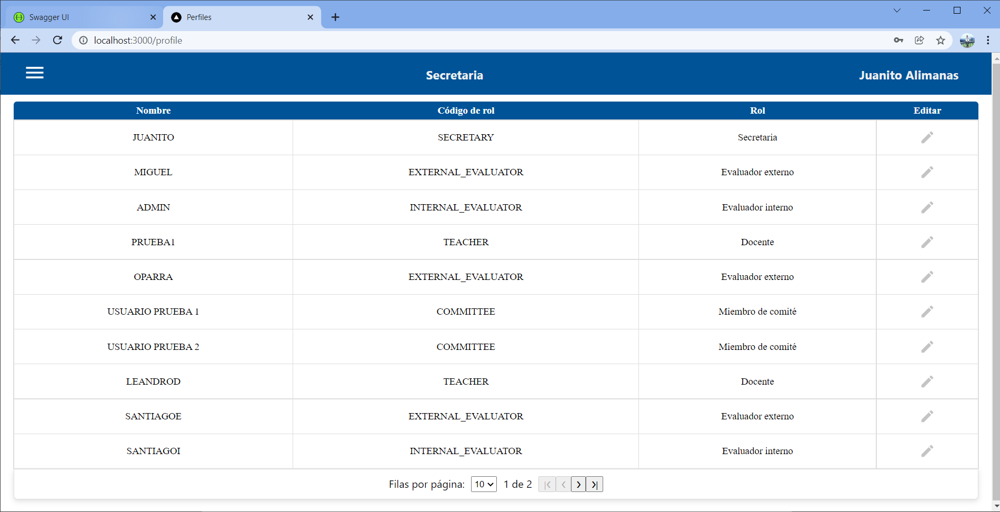 Swagger UI
Perfiles
localhost:3000/profile
Secretaria
Juanito Alimanas
Nombre Código de rol Rol Editar
JUANITO SECRETARY Secretaria
MIGUEL EXTERNAL_EVALUATOR Evaluador externo
ADMIN INTERNAL_EVALUATOR Evaluador interno
PRUEBA1 TEACHER Docente
OPARRA EXTERNAL_EVALUATOR Evaluador externo
USUARIO PRUEBA 1 COMMITTEE Miembro de comité
USUARIO PRUEBA 2 COMMITTEE Miembro de comité
LEANDROD TEACHER Docente
SANTIAGOE EXTERNAL_EVALUATOR Evaluador externo
SANTIAGOI INTERNAL_EVALUATOR Evaluador interno
Filas por página: 10 1 de 2